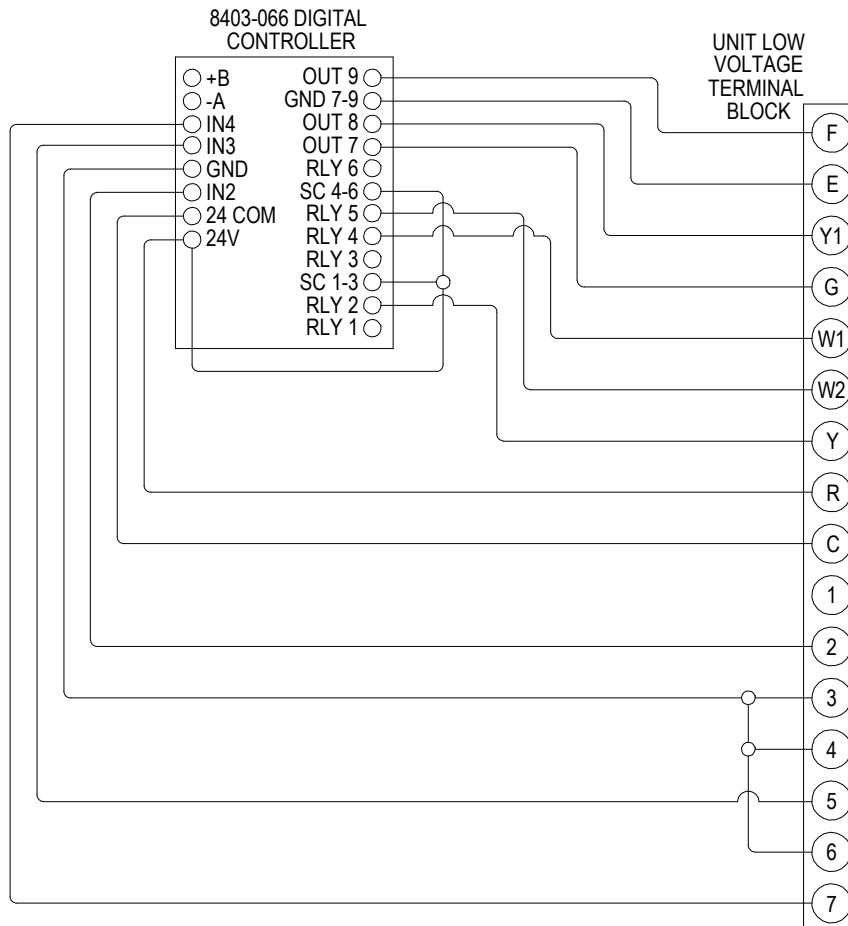 8403-066 DIGITAL
CONTROLLER
+B
-A
IN4
IN3
GND
IN2
24 COM
24V
OUT 9
GND 7-9
OUT 8
OUT 7
RLY 6
SC 4-6
RLY 5
RLY 4
RLY 3
SC 1-3
RLY 2
RLY 1
UNIT LOW
VOLTAGE
TERMINAL
BLOCK
F
E
Y1
G
W1
W2
Y
R
C
1
2
3
4
5
6
7